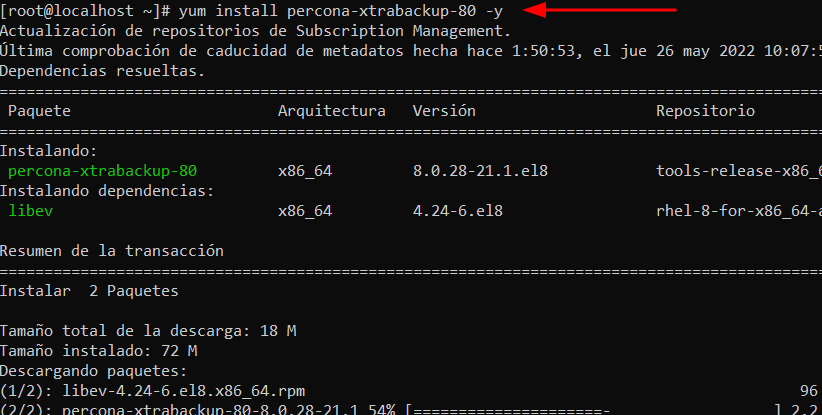 [root@localhost ~]# yum install percona-xtrabackup-80 -y
Actualización de repositorios de Subscription Management.
Última comprobación de caducidad de metadatos hecha hace 1:50:53, el jue 26 may 2022 10:07:5
Dependencias resueltas.
================================================================================
Paquete Arquitectura Versión Repositorio
================================================================================
Instalando:
percona-xtrabackup-80 x86_64 8.0.28-21.1.el8 tools-release-x86_6
Instalando dependencias:
libev x86_64 4.24-6.el8 rhel-8-for-x86_64-a
Resumen de la transacción
================================================================================
Instalar 2 Paquetes
Tamaño total de la descarga: 18 M
Tamaño instalado: 72 M
Descargando paquetes:
(1/2): libev-4.24-6.el8.x86_64.rpm 96
(2/2): percona-xtrabackup-80-8.0.28-21.1 54% [=====================- ] 2.2